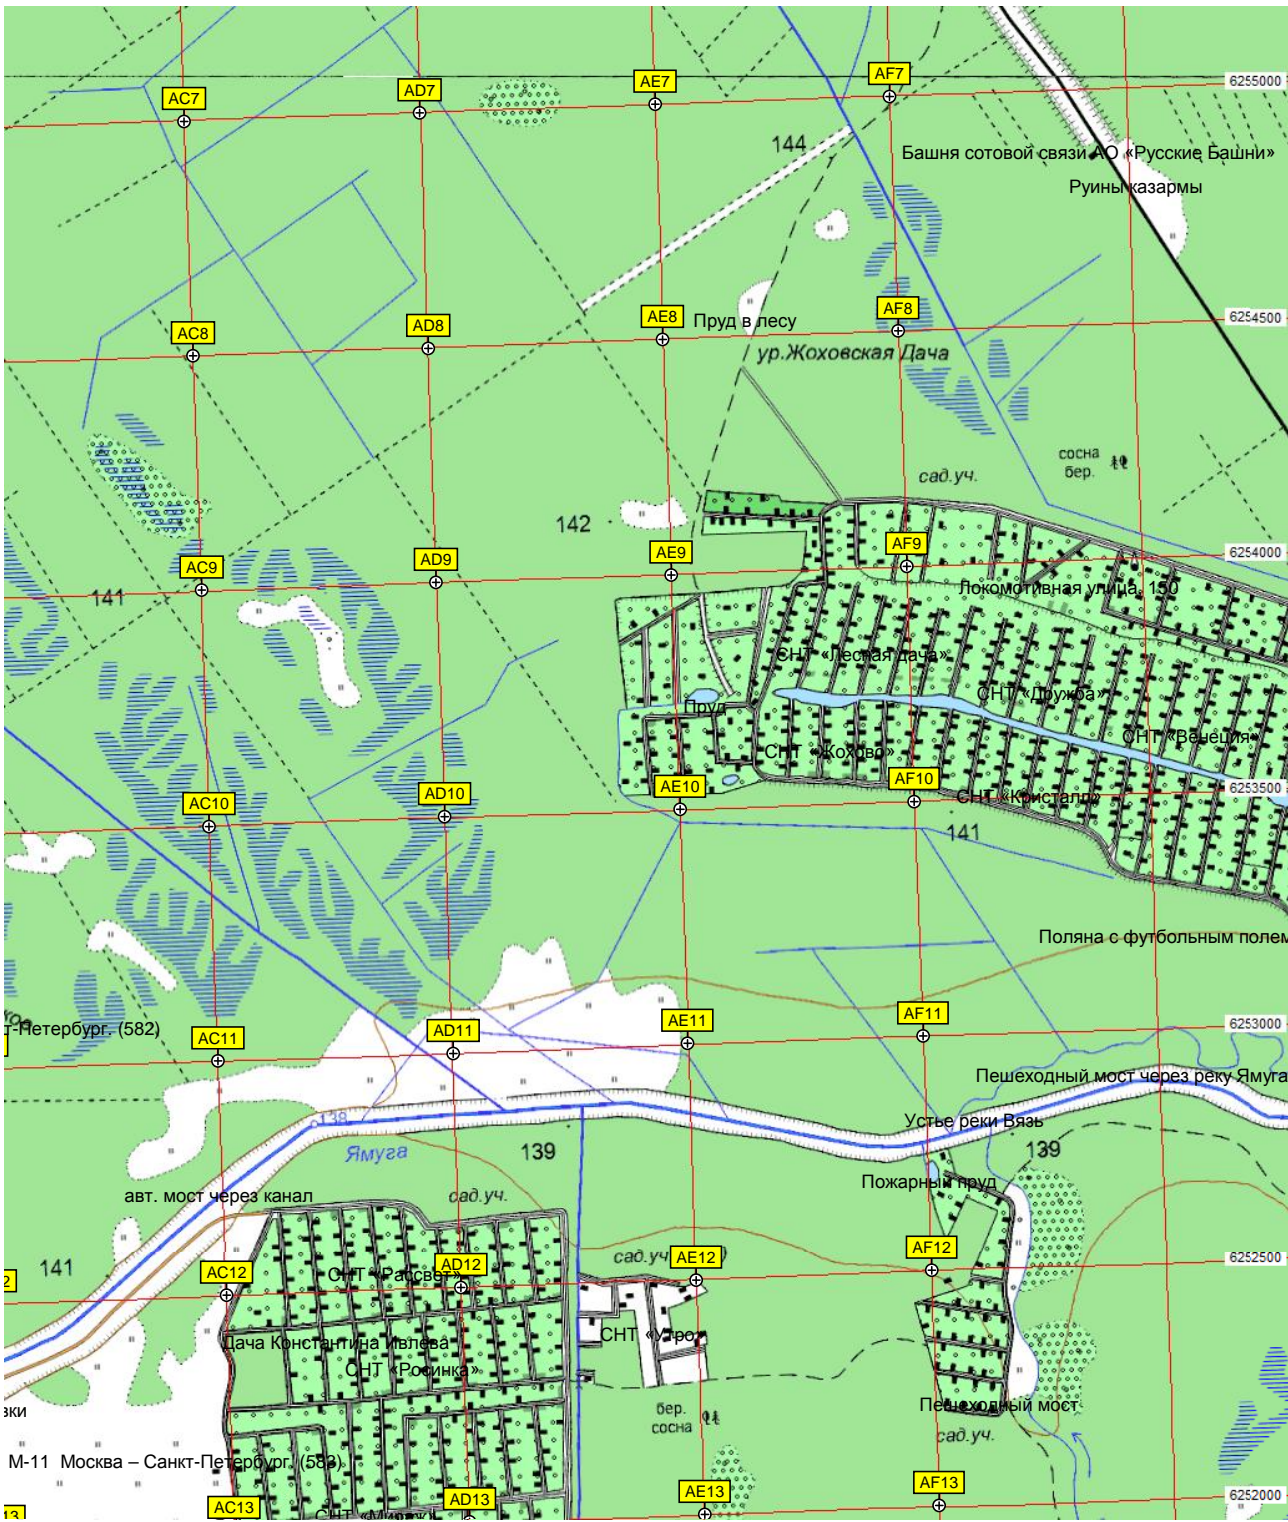 6255000
AC7
AD7
AE7
AF7
144
Башня сотовой связи АО «Русские Башни»
Руины казармы
6254500
AC8
AD8
AE8
AF8
Пруд в лесу
ур.Жоховская Дача
сосна
бер.
сад.уч.
142
6254000
AC9
AD9
AE9
AF9
141
Локомотивная улица, 150
СНТ «Лесная дача»
СНТ «Дружба»
Пруд
СНТ «Венеция»
СНТ «Жохово»
6253500
AC10
AD10
AE10
AF10
СНТ «Кристалл»
141
Поляна с футбольным полем
т-Петербург. (582)
6253000
AC11
AD11
AE11
AF11
Пешеходный мост через реку Ямуга
138
Устье реки Вязь
Ямуга
139
139
Пожарный пруд
авт. мост через канал
сад.уч.
сад.уч.
141
6252500
AC12
AD12
AE12
AF12
СНТ «Рассвет»
СНТ «Утро»
Дача Константина Ивлева
СНТ «Росинка»
вки
бер.
сосна
Пешеходный мост
сад.уч.
М-11 Москва – Санкт-Петербург. (583)
6252000
AC13
AD13
AE13
AF13
13
СНТ «Мираж»